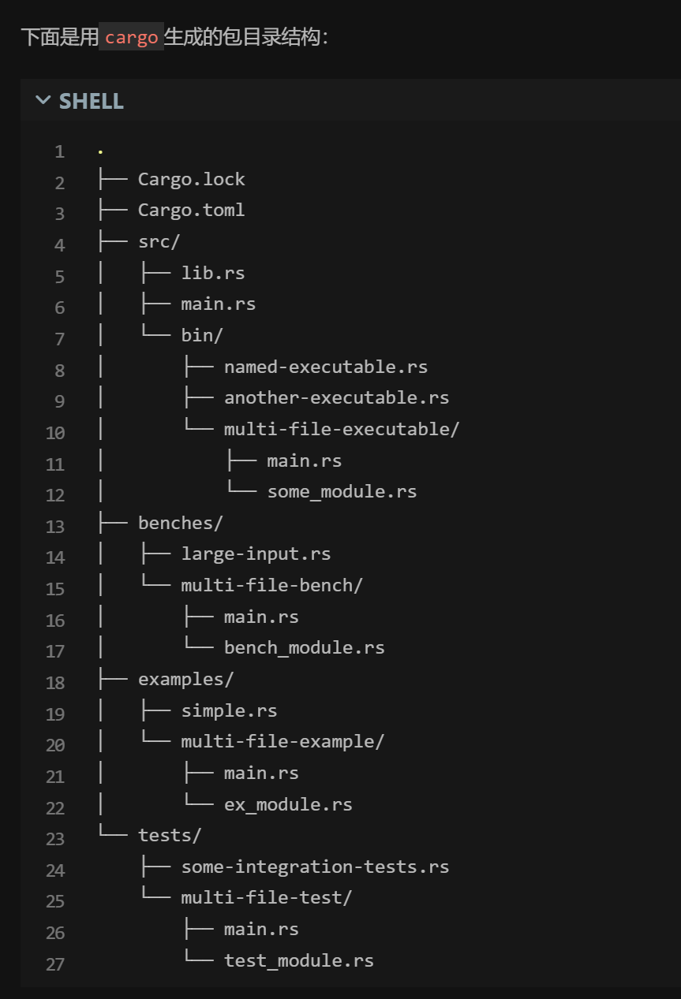 下面是用cargo生成的包目录结构：
SHELL
1 .
2 ├── Cargo.lock
3 ├── Cargo.toml
4 ├── src/
5 │   ├── lib.rs
6 │   ├── main.rs
7 │   └── bin/
8 │       ├── named-executable.rs
9 │       ├── another-executable.rs
10 │       └── multi-file-executable/
11 │           ├── main.rs
12 │           └── some_module.rs
13 ├── benches/
14 │   ├── large-input.rs
15 │   └── multi-file-bench/
16 │       ├── main.rs
17 │       └── bench_module.rs
18 ├── examples/
19 │   ├── simple.rs
20 │   └── multi-file-example/
21 │       ├── main.rs
22 │       └── ex_module.rs
23 └── tests/
24     ├── some-integration-tests.rs
25     └── multi-file-test/
26         ├── main.rs
27         └── test_module.rs